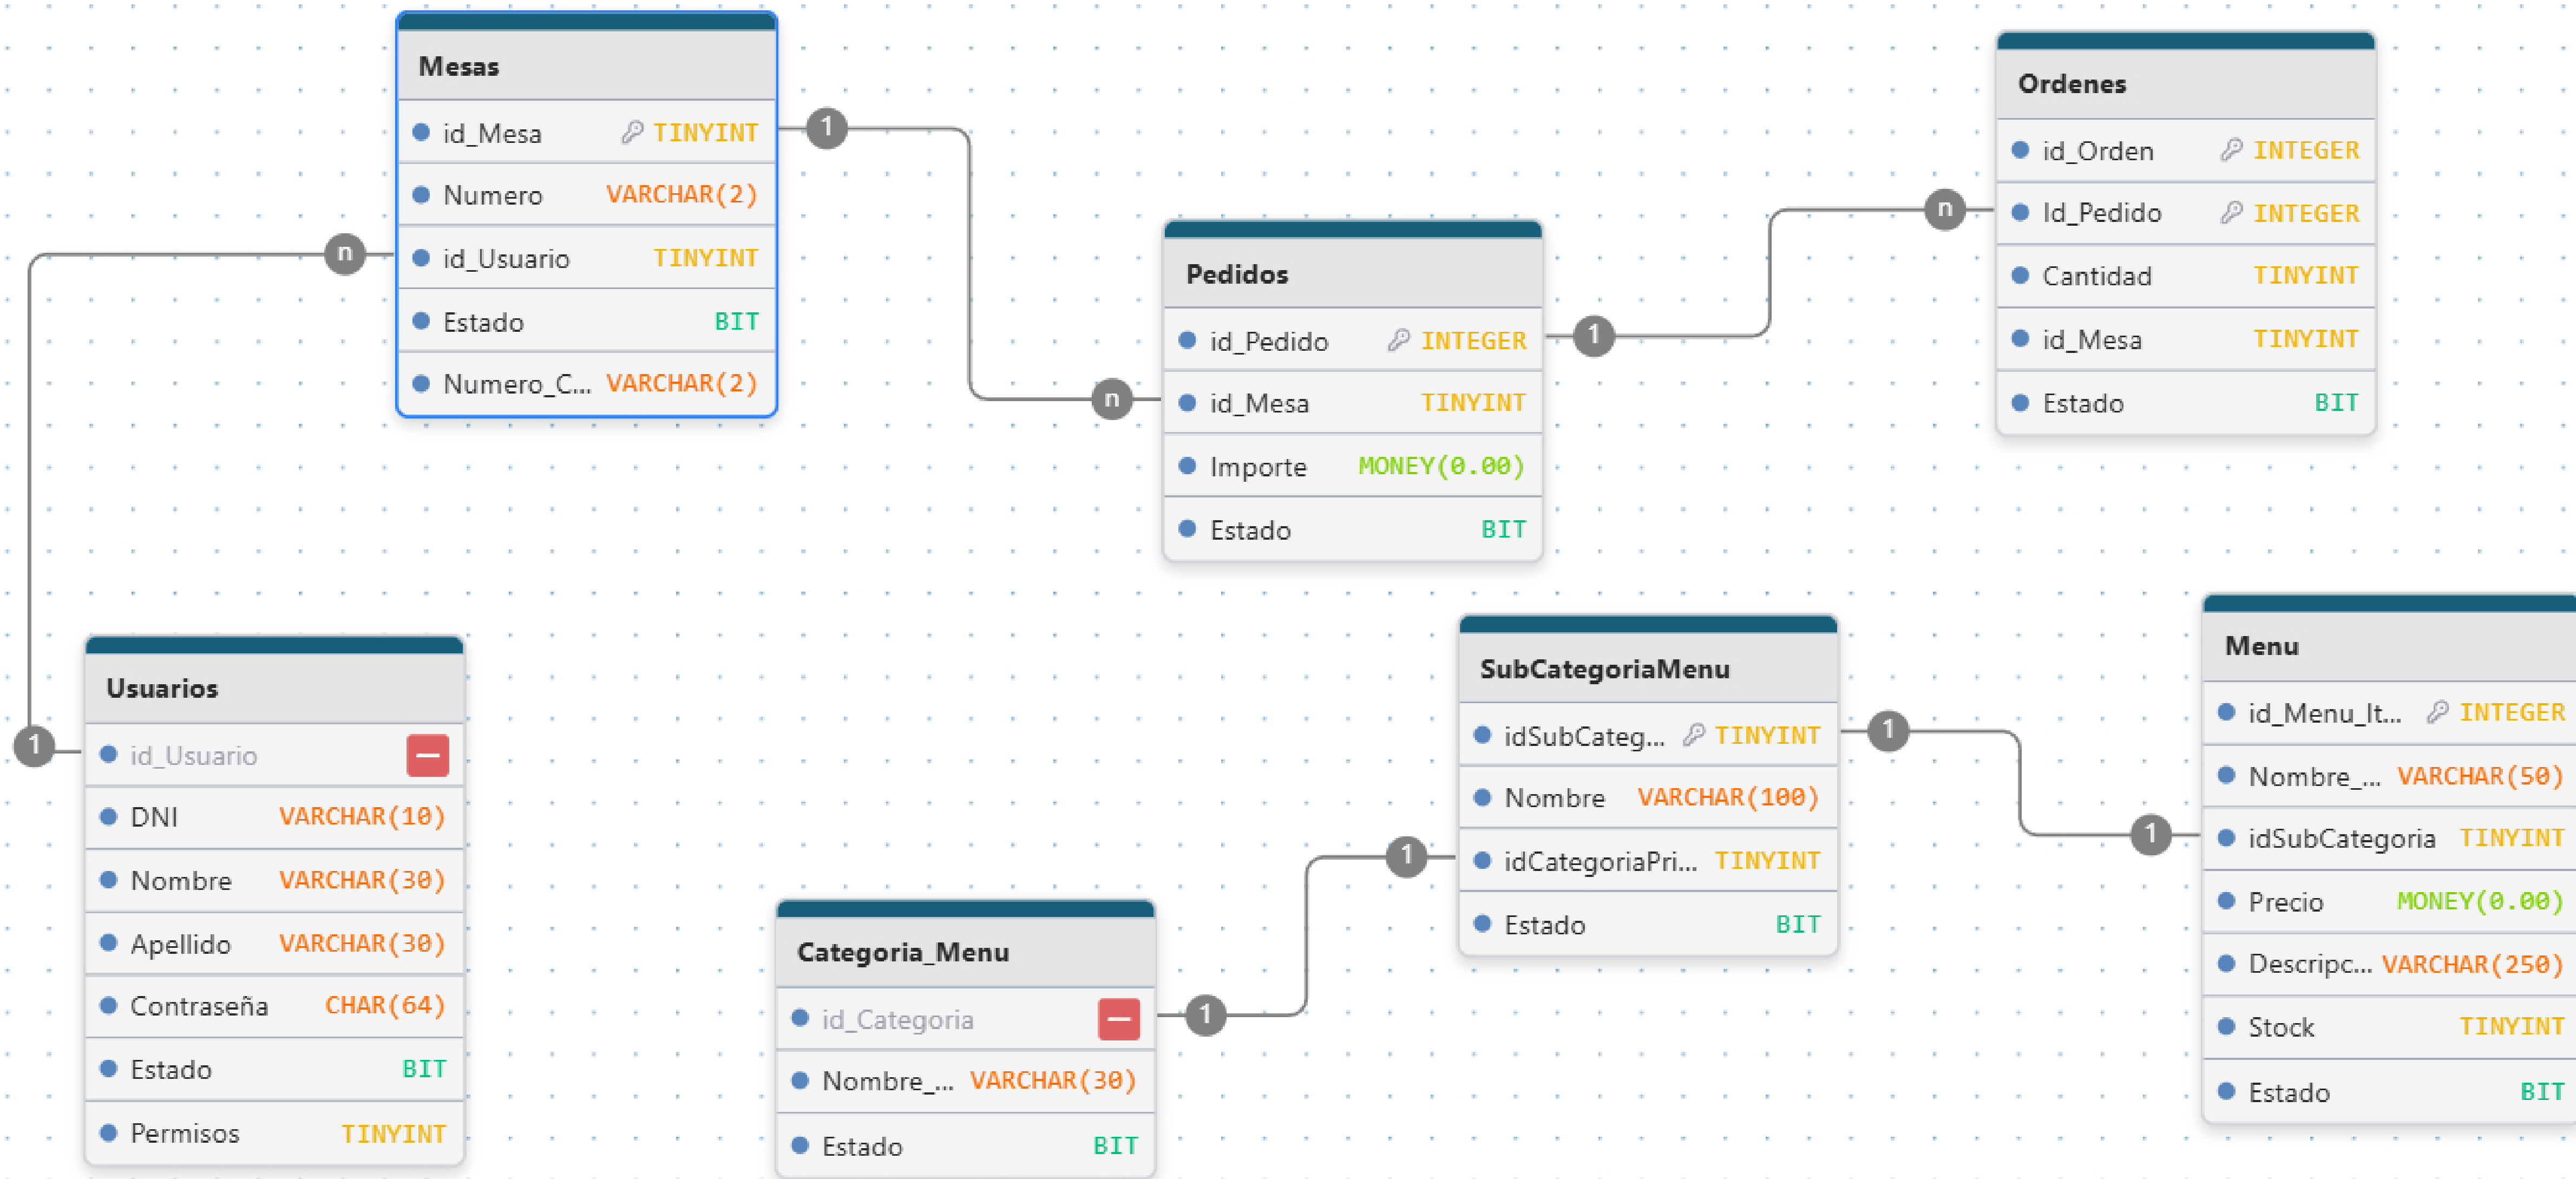 Mesas
id_Mesa TINYINT
Numero VARCHAR(2)
id_Usuario TINYINT
Estado BIT
Numero_C... VARCHAR(2)
1
n
n
1
Ordenes
id_Orden INTEGER
Id_Pedido INTEGER
Cantidad TINYINT
id_Mesa TINYINT
Estado BIT
n
1
Pedidos
id_Pedido INTEGER
id_Mesa TINYINT
Importe MONEY(0.00)
Estado BIT
Usuarios
id_Usuario
DNI VARCHAR(10)
Nombre VARCHAR(30)
Apellido VARCHAR(30)
Contraseña CHAR(64)
Estado BIT
Permisos TINYINT
Categoria_Menu
id_Categoria
Nombre_... VARCHAR(30)
Estado BIT
1
1
SubCategoriaMenu
idSubCateg... TINYINT
Nombre VARCHAR(100)
idCategoriaPri... TINYINT
Estado BIT
1
1
Menu
id_Menu_It... INTEGER
Nombre_... VARCHAR(50)
idSubCategoria TINYINT
Precio MONEY(0.00)
Descripc... VARCHAR(250)
Stock TINYINT
Estado BIT